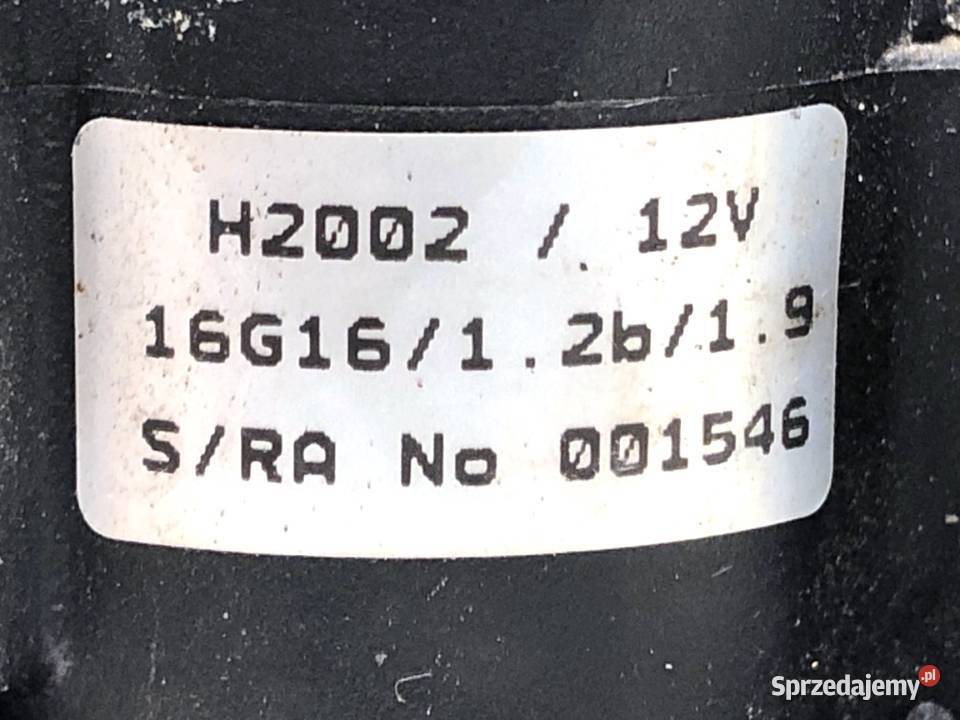 H2002 / 12V
16G16/1.2b/1.9
S/RA No 001546
Sprzedajemy.pl